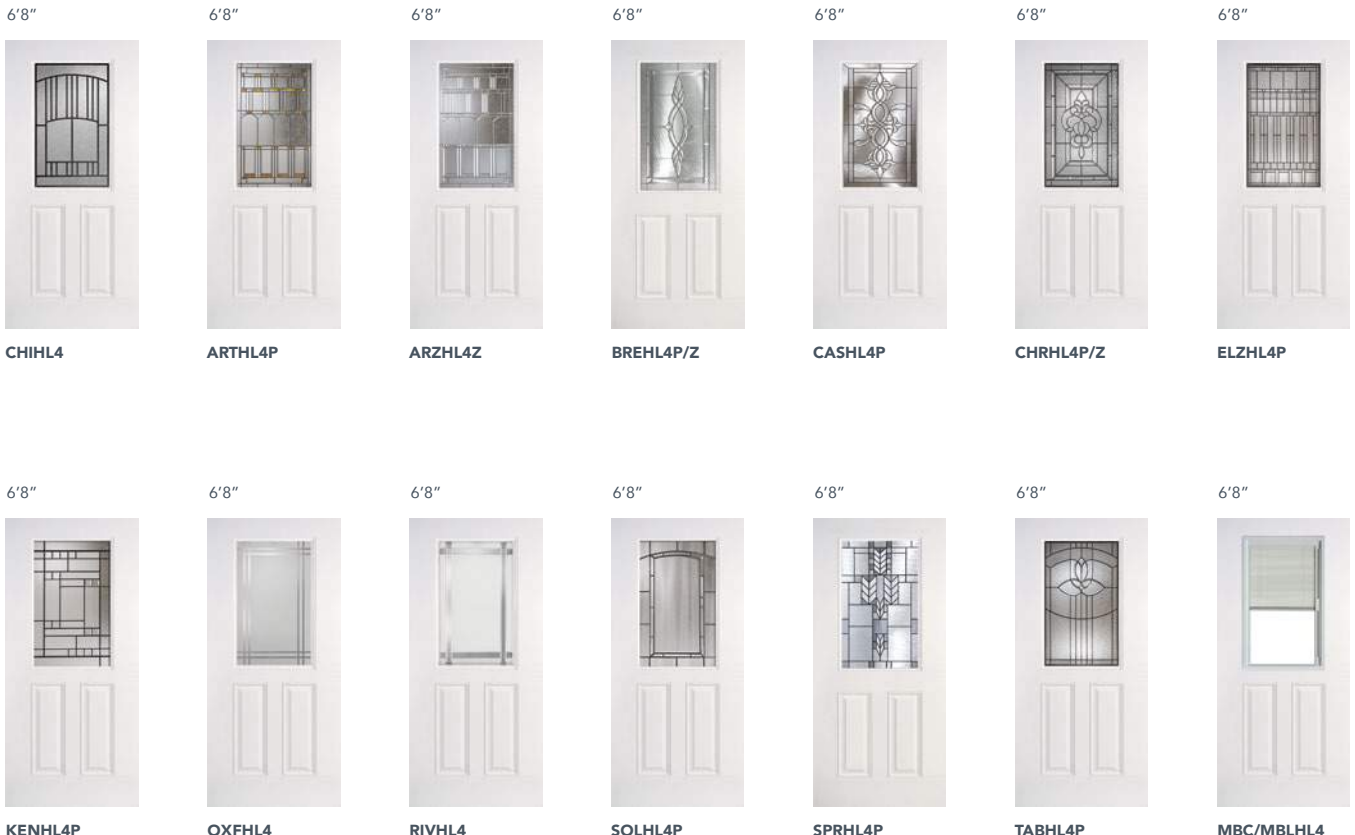 6’8” 6’8” 6’8” 6’8” 6’8” 6’8” 6’8”
CHIHL4 ARTHL4P ARZHL4Z BREHL4P/Z CASHL4P CHRHL4P/Z ELZHL4P
6’8” 6’8” 6’8” 6’8” 6’8” 6’8” 6’8”
KENHL4P OXFHL4 RIVHL4 SOLHL4P SPRHL4P TABHL4P MBC/MBLHL4